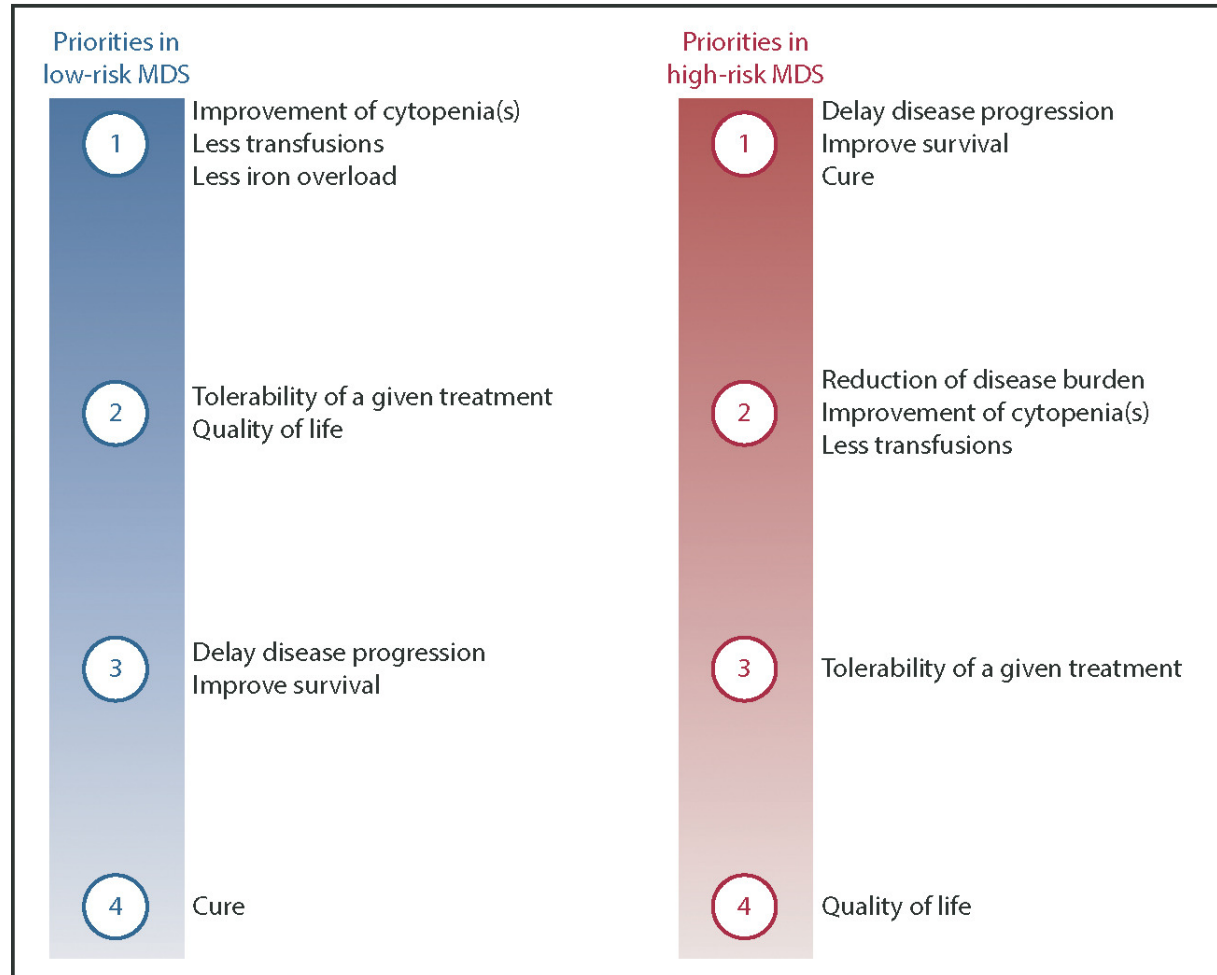 Priorities in
low-risk MDS
1
Improvement of cytopenia(s)
Less transfusions
Less iron overload
2
Tolerability of a given treatment
Quality of life
3
Delay disease progression
Improve survival
4
Cure
Priorities in
high-risk MDS
1
Delay disease progression
Improve survival
Cure
2
Reduction of disease burden
Improvement of cytopenia(s)
Less transfusions
3
Tolerability of a given treatment
4
Quality of life